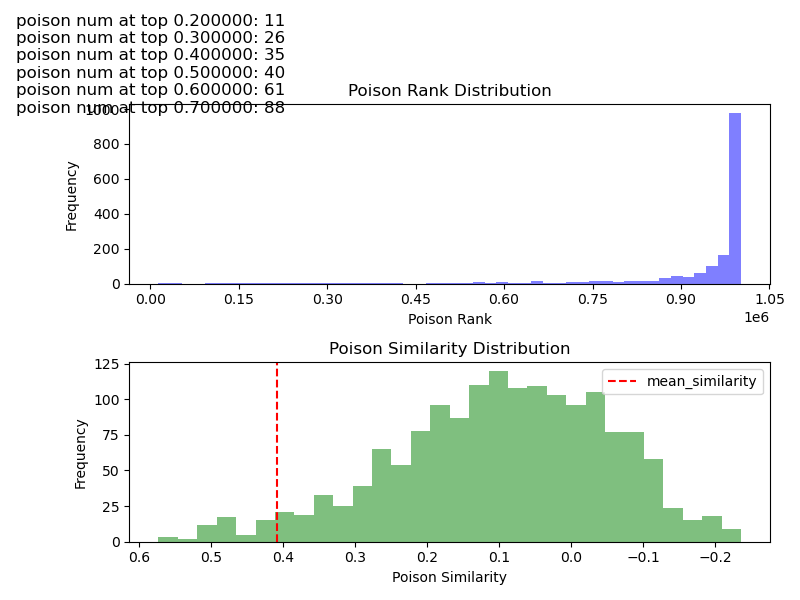 poison num at top 0.200000: 11
poison num at top 0.300000: 26
poison num at top 0.400000: 35
poison num at top 0.500000: 40
poison num at top 0.600000: 61
poison num at top 0.700000: 88
Poison Rank Distribution
1000
800
600
400
200
0
Frequency
0.00 0.15 0.30 0.45 0.60 0.75 0.90 1.05
1e6
Poison Rank
Poison Similarity Distribution
125
100
75
50
25
0
Frequency
mean_similarity
0.6 0.5 0.4 0.3 0.2 0.1 0.0 −0.1 −0.2
Poison Similarity